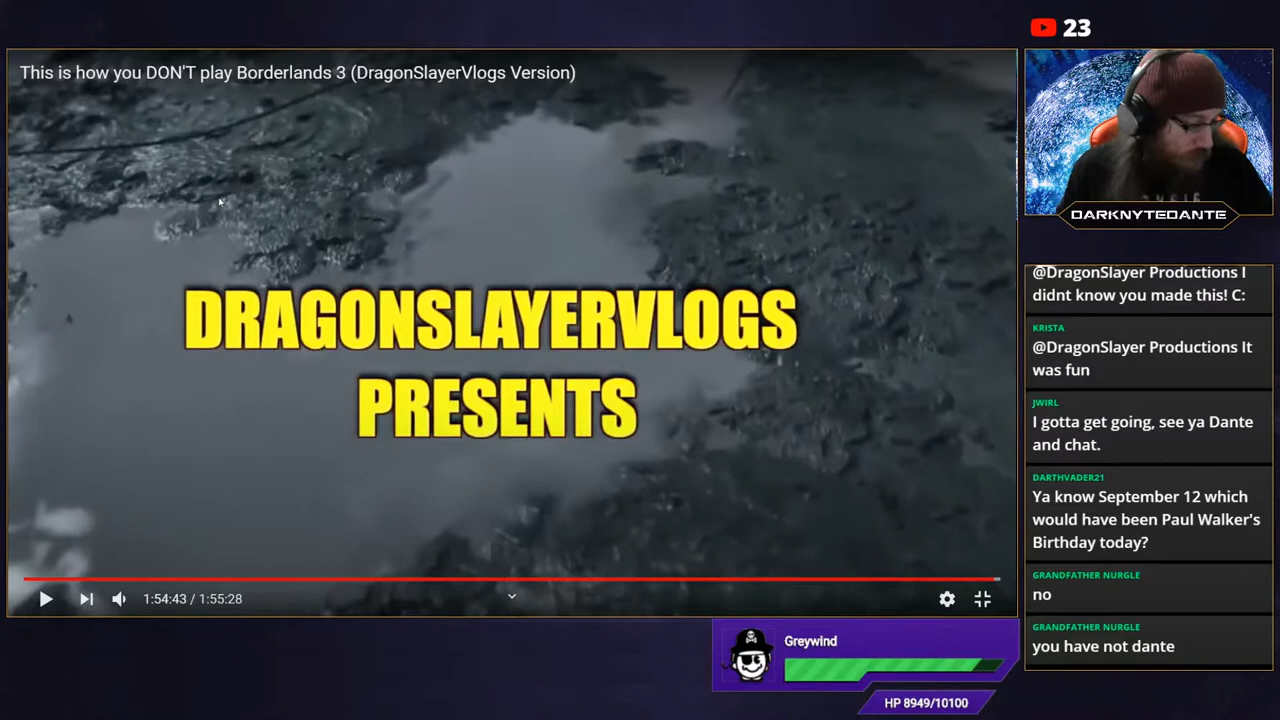 23
This is how you DON'T play Borderlands 3 (DragonSlayerVlogs Version)
DRAGONSLAYERVLOGS
PRESENTS
1:54:43 / 1:55:28
DARKNYTEDANTE
@DragonSlayer Productions I
didnt know you made this! C:
KRISTA
@DragonSlayer Productions It
was fun
JWIRL
I gotta get going, see ya Dante
and chat.
DARTHVADER21
Ya know September 12 which
would have been Paul Walker's
Birthday today?
GRANDFATHER NURGLE
no
GRANDFATHER NURGLE
you have not dante
Greywind
HP 8949/10100